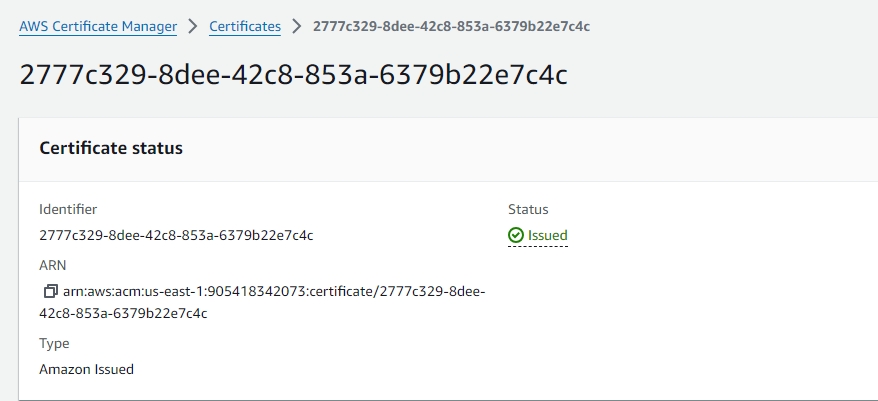 AWS Certificate Manager > Certificates > 2777c329-8dee-42c8-853a-6379b22e7c4c
2777c329-8dee-42c8-853a-6379b22e7c4c
Certificate status
Identifier
2777c329-8dee-42c8-853a-6379b22e7c4c
Status
Issued
ARN
arn:aws:acm:us-east-1:905418342073:certificate/2777c329-8dee-
42c8-853a-6379b22e7c4c
Type
Amazon Issued